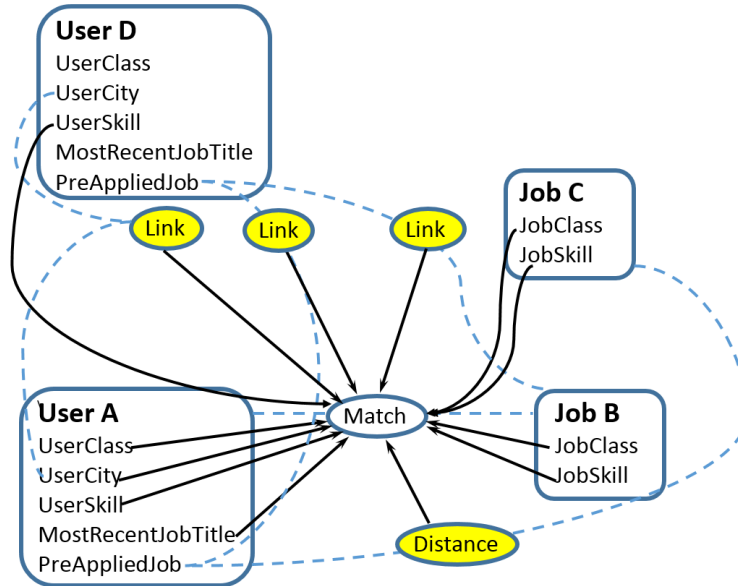 User D
UserClass
UserCity
UserSkill
MostRecentJobTitle
PreAppliedJob
Link
Link
Link
Job C
JobClass
JobSkill
User A
UserClass
UserCity
UserSkill
MostRecentJobTitle
PreAppliedJob
Match
Job B
JobClass
JobSkill
Distance